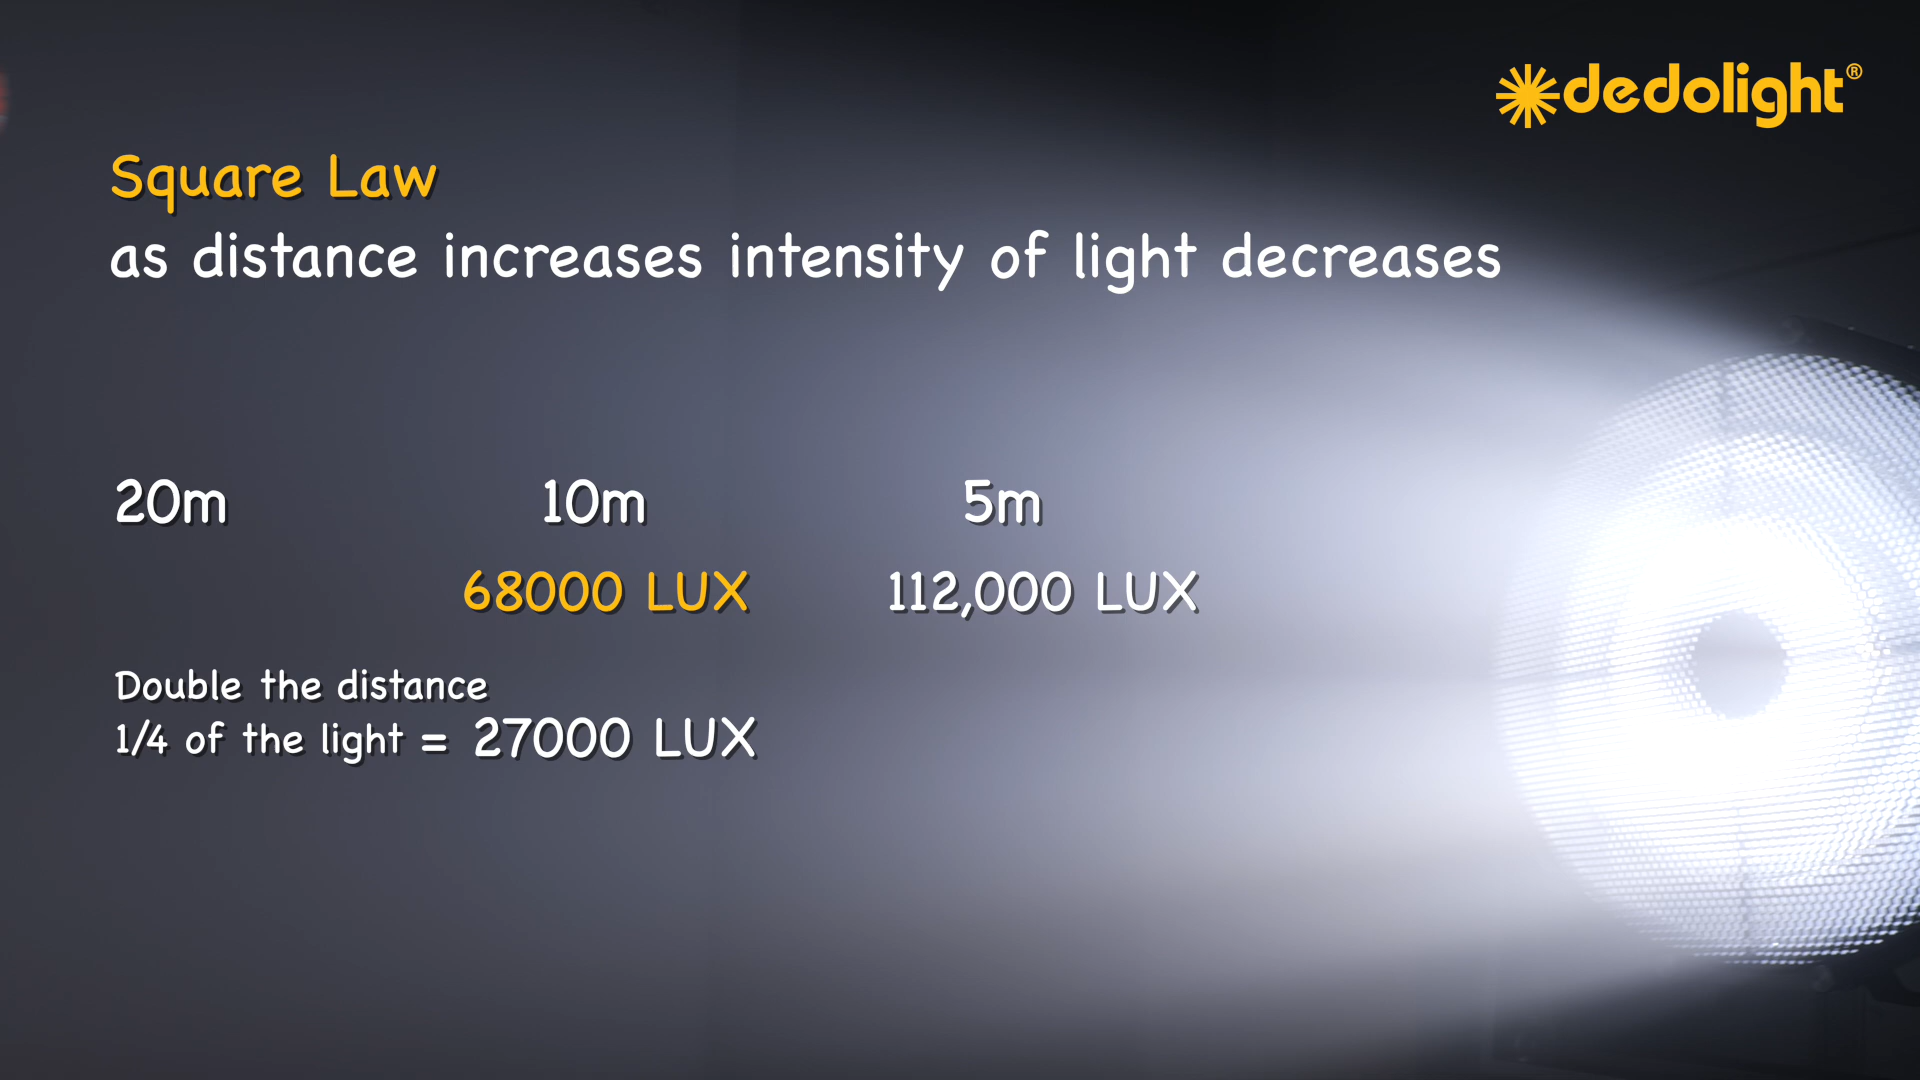 dedolight®
Square Law
as distance increases intensity of light decreases
20m 10m 5m
68000 LUX 112,000 LUX
Double the distance
1/4 of the light = 27000 LUX